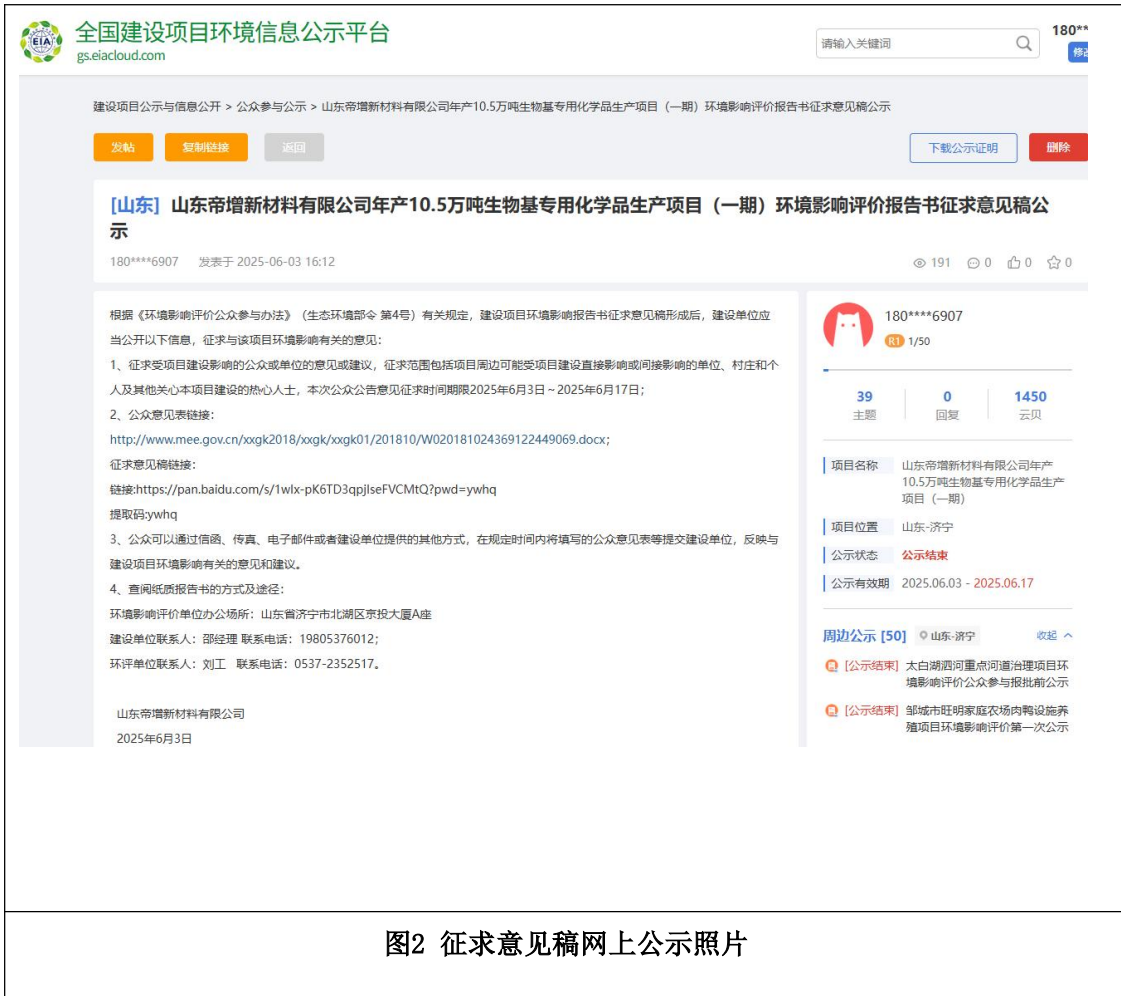 全国建设项目环境信息公示平台
gs.eiacloud.com
EIA
请输入关键词
180**
建设项目公示与信息公开 > 公众参与公示 > 山东帝增新材料有限公司年产10.5万吨生物基专用化学品生产项目（一期）环境影响评价报告书征求意见稿公示
发帖
复制链接
返回
下载公示证明
删除
[山东] 山东帝增新材料有限公司年产10.5万吨生物基专用化学品生产项目（一期）环境影响评价报告书征求意见稿公
示
180****6907 发表于 2025-06-03 16:12
191 0 0 0
根据《环境影响评价公众参与办法》（生态环境部令 第4号）有关规定，建设项目环境影响报告书征求意见稿形成后，建设单位应
当公开以下信息，征求与该项目环境影响有关的意见：
1、征求受项目建设影响的公众或单位的意见或建议，征求范围包括项目周边可能受项目建设直接影响或间接影响的单位、村庄和个
人及其他关心本项目建设的热心人士，本次公众公告意见征求时间期限2025年6月3日～2025年6月17日；
2、公众意见表链接：
http://www.mee.gov.cn/xxgk2018/xxgk/xxgk01/201810/W020181024369122449069.docx;
征求意见稿链接：
链接:https://pan.baidu.com/s/1wIx-pK6TD3qpjIseFVCMtQ?pwd=ywhq
提取码:ywhq
3、公众可以通过信函、传真、电子邮件或者建设单位提供的其他方式，在规定时间内将填写的公众意见表等提交建设单位，反映与
建设项目环境影响有关的意见和建议。
4、查阅纸质报告书的方式及途径：
环境影响评价单位办公场所：山东省济宁市北湖区京投大厦A座
建设单位联系人：邵经理 联系电话：19805376012；
环评单位联系人：刘工 联系电话：0537-2352517。
山东帝增新材料有限公司
2025年6月3日
180****6907
R1 1/50
39 0 1450
主题 回复 云贝
项目名称 山东帝增新材料有限公司年产
10.5万吨生物基专用化学品生产
项目（一期）
项目位置 山东-济宁
公示状态 公示结束
公示有效期 2025.06.03 - 2025.06.17
周边公示 [50] 山东-济宁 收起
[公示结束] 太白湖泗河重点河道治理项目环
境影响评价公众参与报批前公示
[公示结束] 邹城市旺明家庭农场肉鸭设施养
殖项目环境影响评价第一次公示
图2 征求意见稿网上公示照片